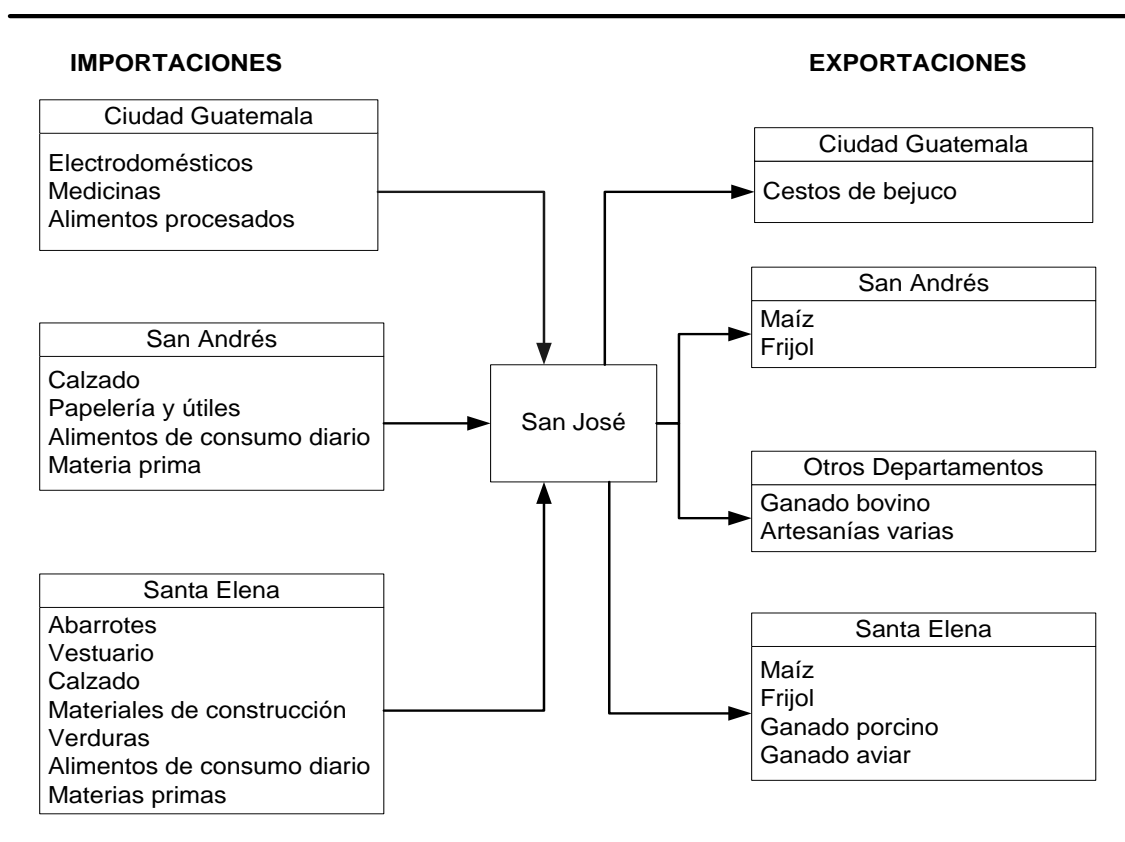 IMPORTACIONES
EXPORTACIONES
Ciudad Guatemala
Electrodomésticos
Medicinas
Alimentos procesados
San Andrés
Calzado
Papelería y útiles
Alimentos de consumo diario
Materia prima
Santa Elena
Abarrotes
Vestuario
Calzado
Materiales de construcción
Verduras
Alimentos de consumo diario
Materias primas
San José
Ciudad Guatemala
Cestos de bejuco
San Andrés
Maíz
Frijol
Otros Departamentos
Ganado bovino
Artesanías varias
Santa Elena
Maíz
Frijol
Ganado porcino
Ganado aviar